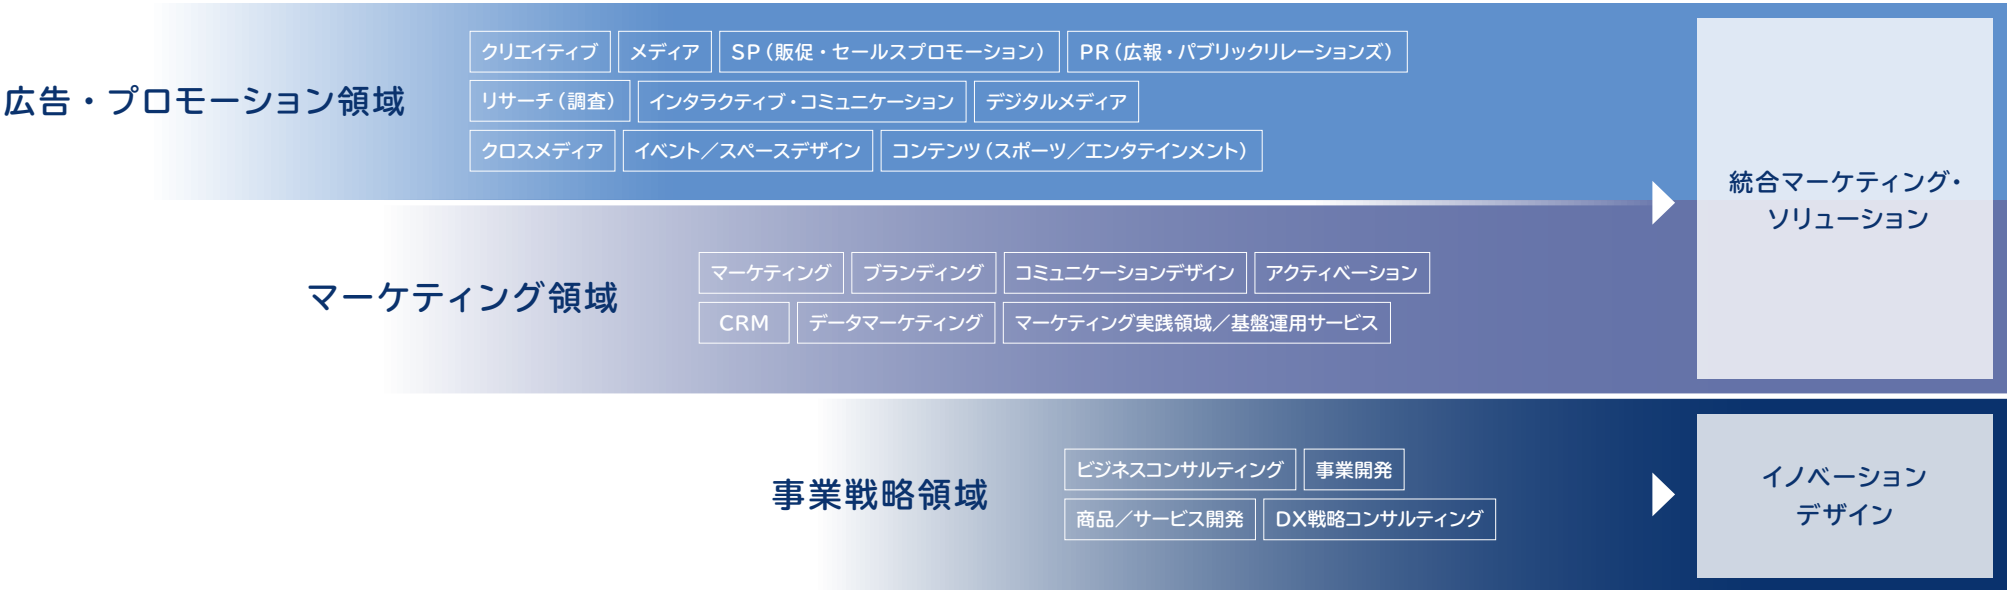 広告・プロモーション領域
クリエイティブ メディア SP(販促・セールスプロモーション) PR(広報・パブリックリレーションズ)
リサーチ(調査) インタラクティブ・コミュニケーション デジタルメディア
クロスメディア イベント/スペースデザイン コンテンツ(スポーツ/エンタテインメント)
マーケティング領域
マーケティング ブランディング コミュニケーションデザイン アクティベーション
CRM データマーケティング マーケティング実践領域/基盤運用サービス
統合マーケティング・
ソリューション
事業戦略領域
ビジネスコンサルティング 事業開発
商品/サービス開発 DX戦略コンサルティング
イノベーション
デザイン